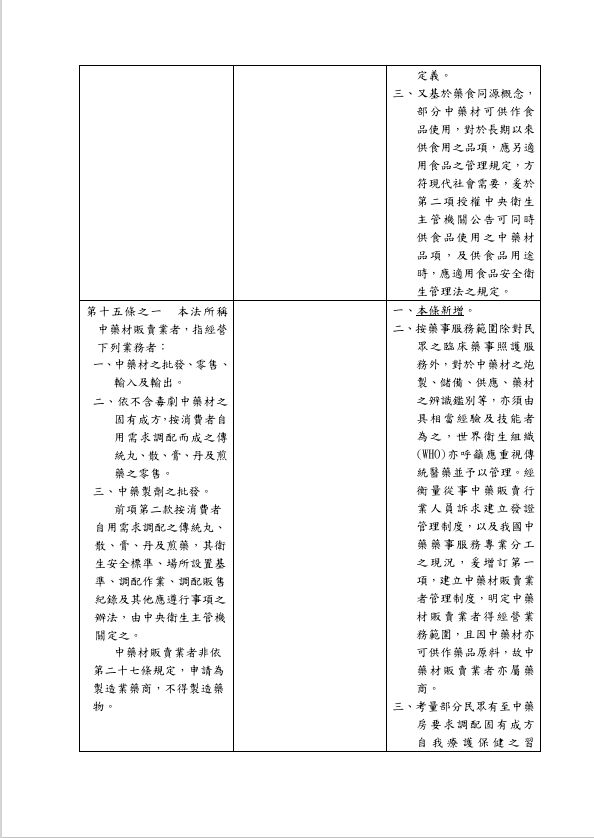 定義。
三、又基於藥食同源概念，
部分中藥材可供作食
品使用，對於長期以來
供食用之品項，應另適
用食品之管理規定，方
符現代社會需要，爰於
第二項授權中央衛生
主管機關公告可同時
供食品使用之中藥材
品項，及供食品用途
時，應適用食品安全衛
生管理法之規定。
第十五條之一　本法所稱
中藥材販賣業者，指經營
下列業務者：
一、中藥材之批發、零售、
輸入及輸出。
二、依不含毒劇中藥材之
固有成方，按消費者自
用需求調配而成之傳
統丸、散、膏、丹及煎
藥之零售。
三、中藥製劑之批發。
前項第二款按消費者
自用需求調配之傳統丸、
散、膏、丹及煎藥，其衛
生安全標準、場所設置基
準、調配作業、調配販售
紀錄及其他應遵行事項之
辦法，由中央衛生主管機
關定之。
中藥材販賣業者非依
第二十七條規定，申請為
製造業藥商，不得製造藥
物。
一、本條新增。
二、按藥事服務範圍除對民
眾之臨床藥事照護服
務外，對於中藥材之炮
製、儲備、供應、藥材
之辨識鑑別等，亦須由
具相當經驗及技能者
為之，世界衛生組織
(WHO)亦呼籲應重視傳
統醫藥並予以管理。經
衡量從事中藥販賣行
業人員訴求建立發證
管理制度，以及我國中
藥藥事服務專業分工
之現況，爰增訂第一
項，建立中藥材販賣業
者管理制度，明定中藥
材販賣業者得經營業
務範圍，且因中藥材亦
可供作藥品原料，故中
藥材販賣業者亦屬藥
商。
三、考量部分民眾有至中藥
房要求調配固有成方
自我療護保健之習